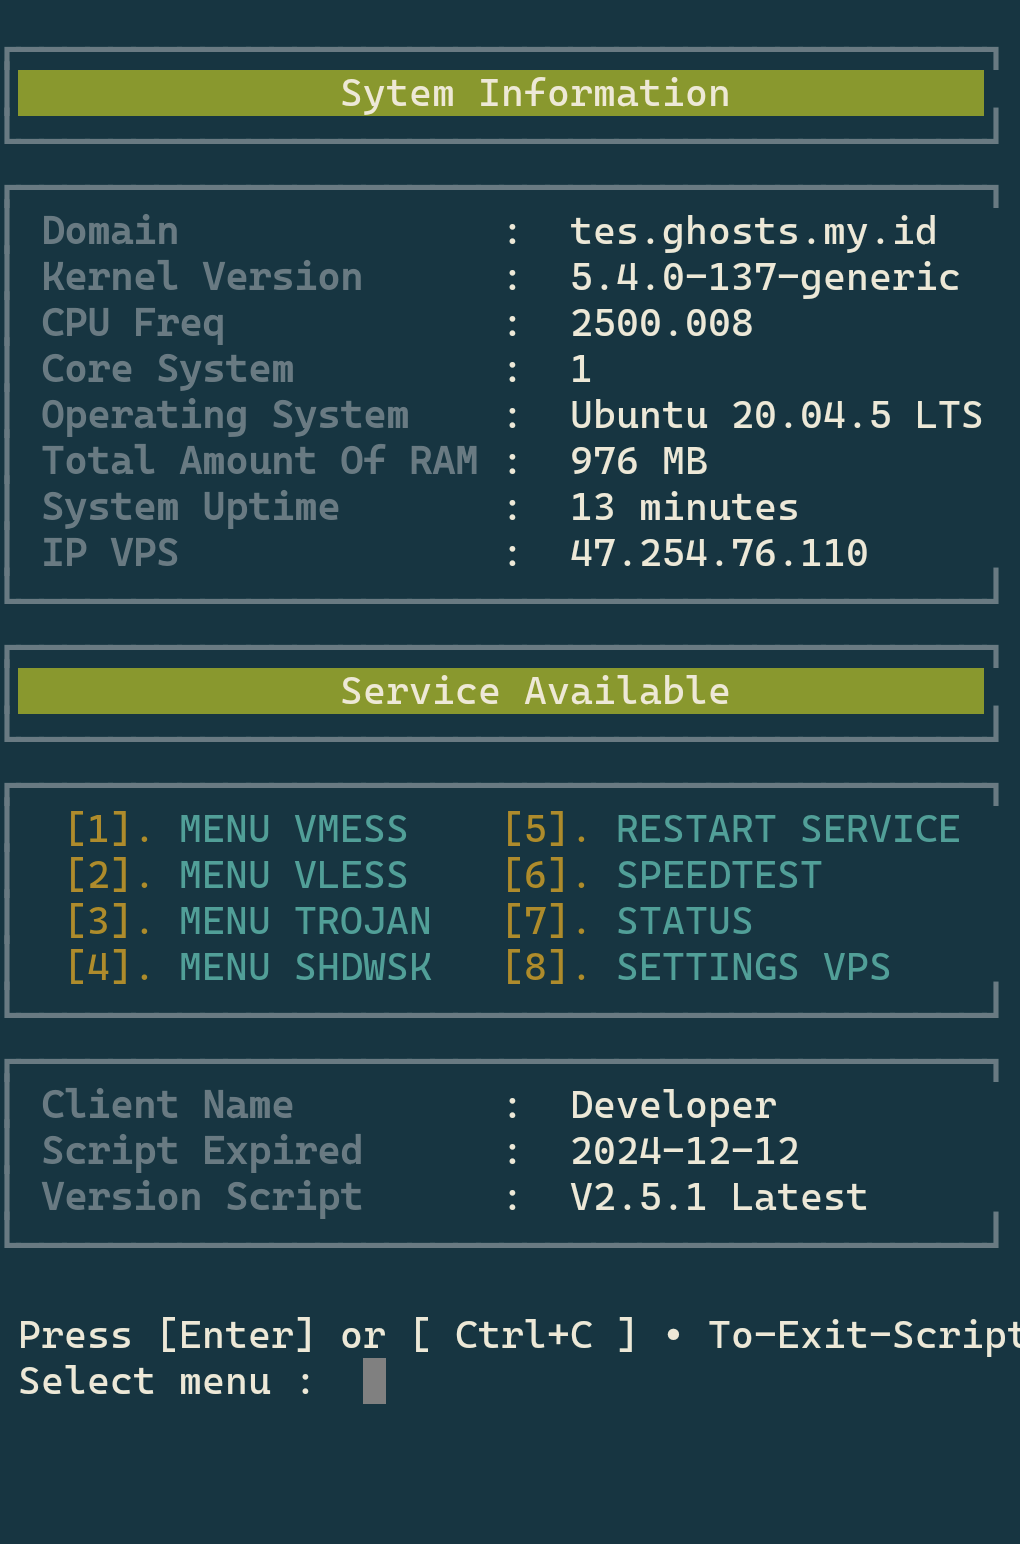 Sytem Information
Domain : tes.ghosts.my.id
Kernel Version : 5.4.0-137-generic
CPU Freq : 2500.008
Core System : 1
Operating System : Ubuntu 20.04.5 LTS
Total Amount Of RAM : 976 MB
System Uptime : 13 minutes
IP VPS : 47.254.76.110
Service Available
[1]. MENU VMESS [5]. RESTART SERVICE
[2]. MENU VLESS [6]. SPEEDTEST
[3]. MENU TROJAN [7]. STATUS
[4]. MENU SHDWSK [8]. SETTINGS VPS
Client Name : Developer
Script Expired : 2024-12-12
Version Script : V2.5.1 Latest
Press [Enter] or [ Ctrl+C ] • To-Exit-Script
Select menu :